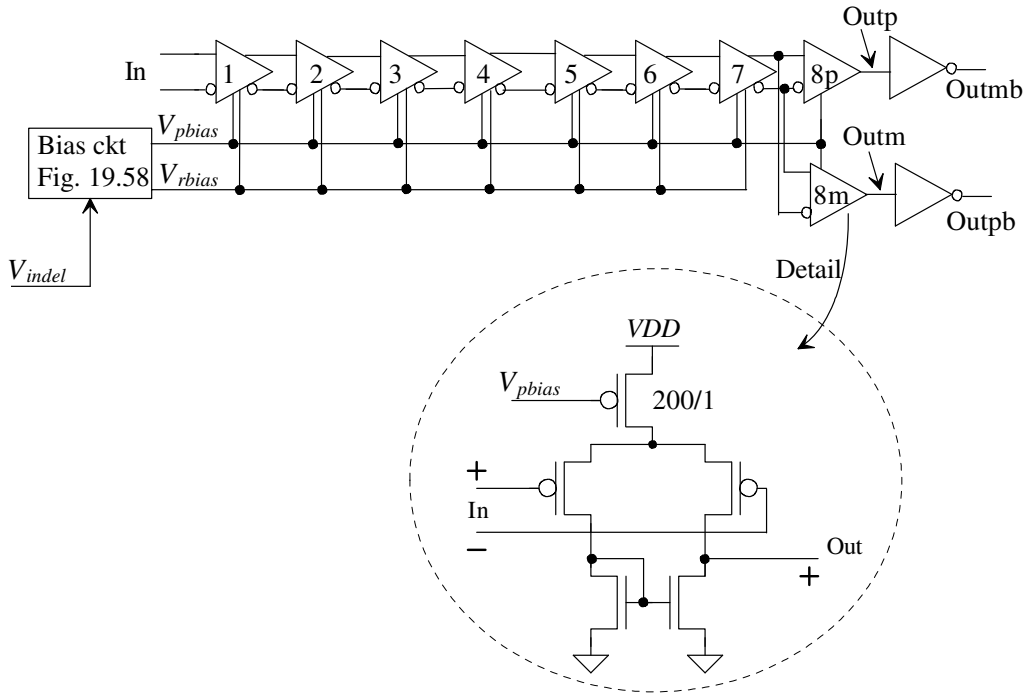 Outp
In
1
2
3
4
5
6
7
8p
Outmb
V_pbias
Bias ckt
Fig. 19.58
V_rbias
Outm
8m
Outpb
V_indel
Detail
VDD
V_pbias
200/1
+
In
−
Out
+